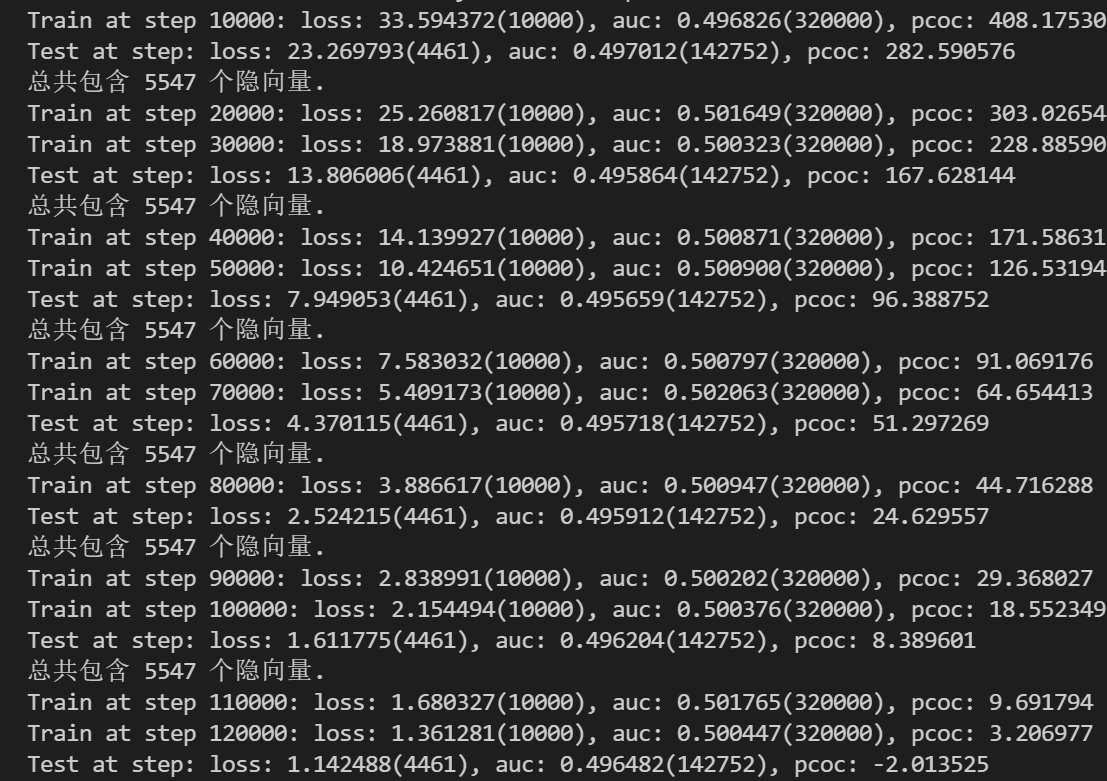 Train at step 10000: loss: 33.594372(10000), auc: 0.496826(320000), pcoc: 408.17530
Test at step: loss: 23.269793(4461), auc: 0.497012(142752), pcoc: 282.590576
总共包含 5547 个隐向量.
Train at step 20000: loss: 25.260817(10000), auc: 0.501649(320000), pcoc: 303.02654
Train at step 30000: loss: 18.973881(10000), auc: 0.500323(320000), pcoc: 228.88590
Test at step: loss: 13.806006(4461), auc: 0.495864(142752), pcoc: 167.628144
总共包含 5547 个隐向量.
Train at step 40000: loss: 14.139927(10000), auc: 0.500871(320000), pcoc: 171.58631
Train at step 50000: loss: 10.424651(10000), auc: 0.500900(320000), pcoc: 126.53194
Test at step: loss: 7.949053(4461), auc: 0.495659(142752), pcoc: 96.388752
总共包含 5547 个隐向量.
Train at step 60000: loss: 7.583032(10000), auc: 0.500797(320000), pcoc: 91.069176
Train at step 70000: loss: 5.409173(10000), auc: 0.502063(320000), pcoc: 64.654413
Test at step: loss: 4.370115(4461), auc: 0.495718(142752), pcoc: 51.297269
总共包含 5547 个隐向量.
Train at step 80000: loss: 3.886617(10000), auc: 0.500947(320000), pcoc: 44.716288
Test at step: loss: 2.524215(4461), auc: 0.495912(142752), pcoc: 24.629557
总共包含 5547 个隐向量.
Train at step 90000: loss: 2.838991(10000), auc: 0.500202(320000), pcoc: 29.368027
Train at step 100000: loss: 2.154494(10000), auc: 0.500376(320000), pcoc: 18.552349
Test at step: loss: 1.611775(4461), auc: 0.496204(142752), pcoc: 8.389601
总共包含 5547 个隐向量.
Train at step 110000: loss: 1.680327(10000), auc: 0.501765(320000), pcoc: 9.691794
Train at step 120000: loss: 1.361281(10000), auc: 0.500447(320000), pcoc: 3.206977
Test at step: loss: 1.142488(4461), auc: 0.496482(142752), pcoc: -2.013525